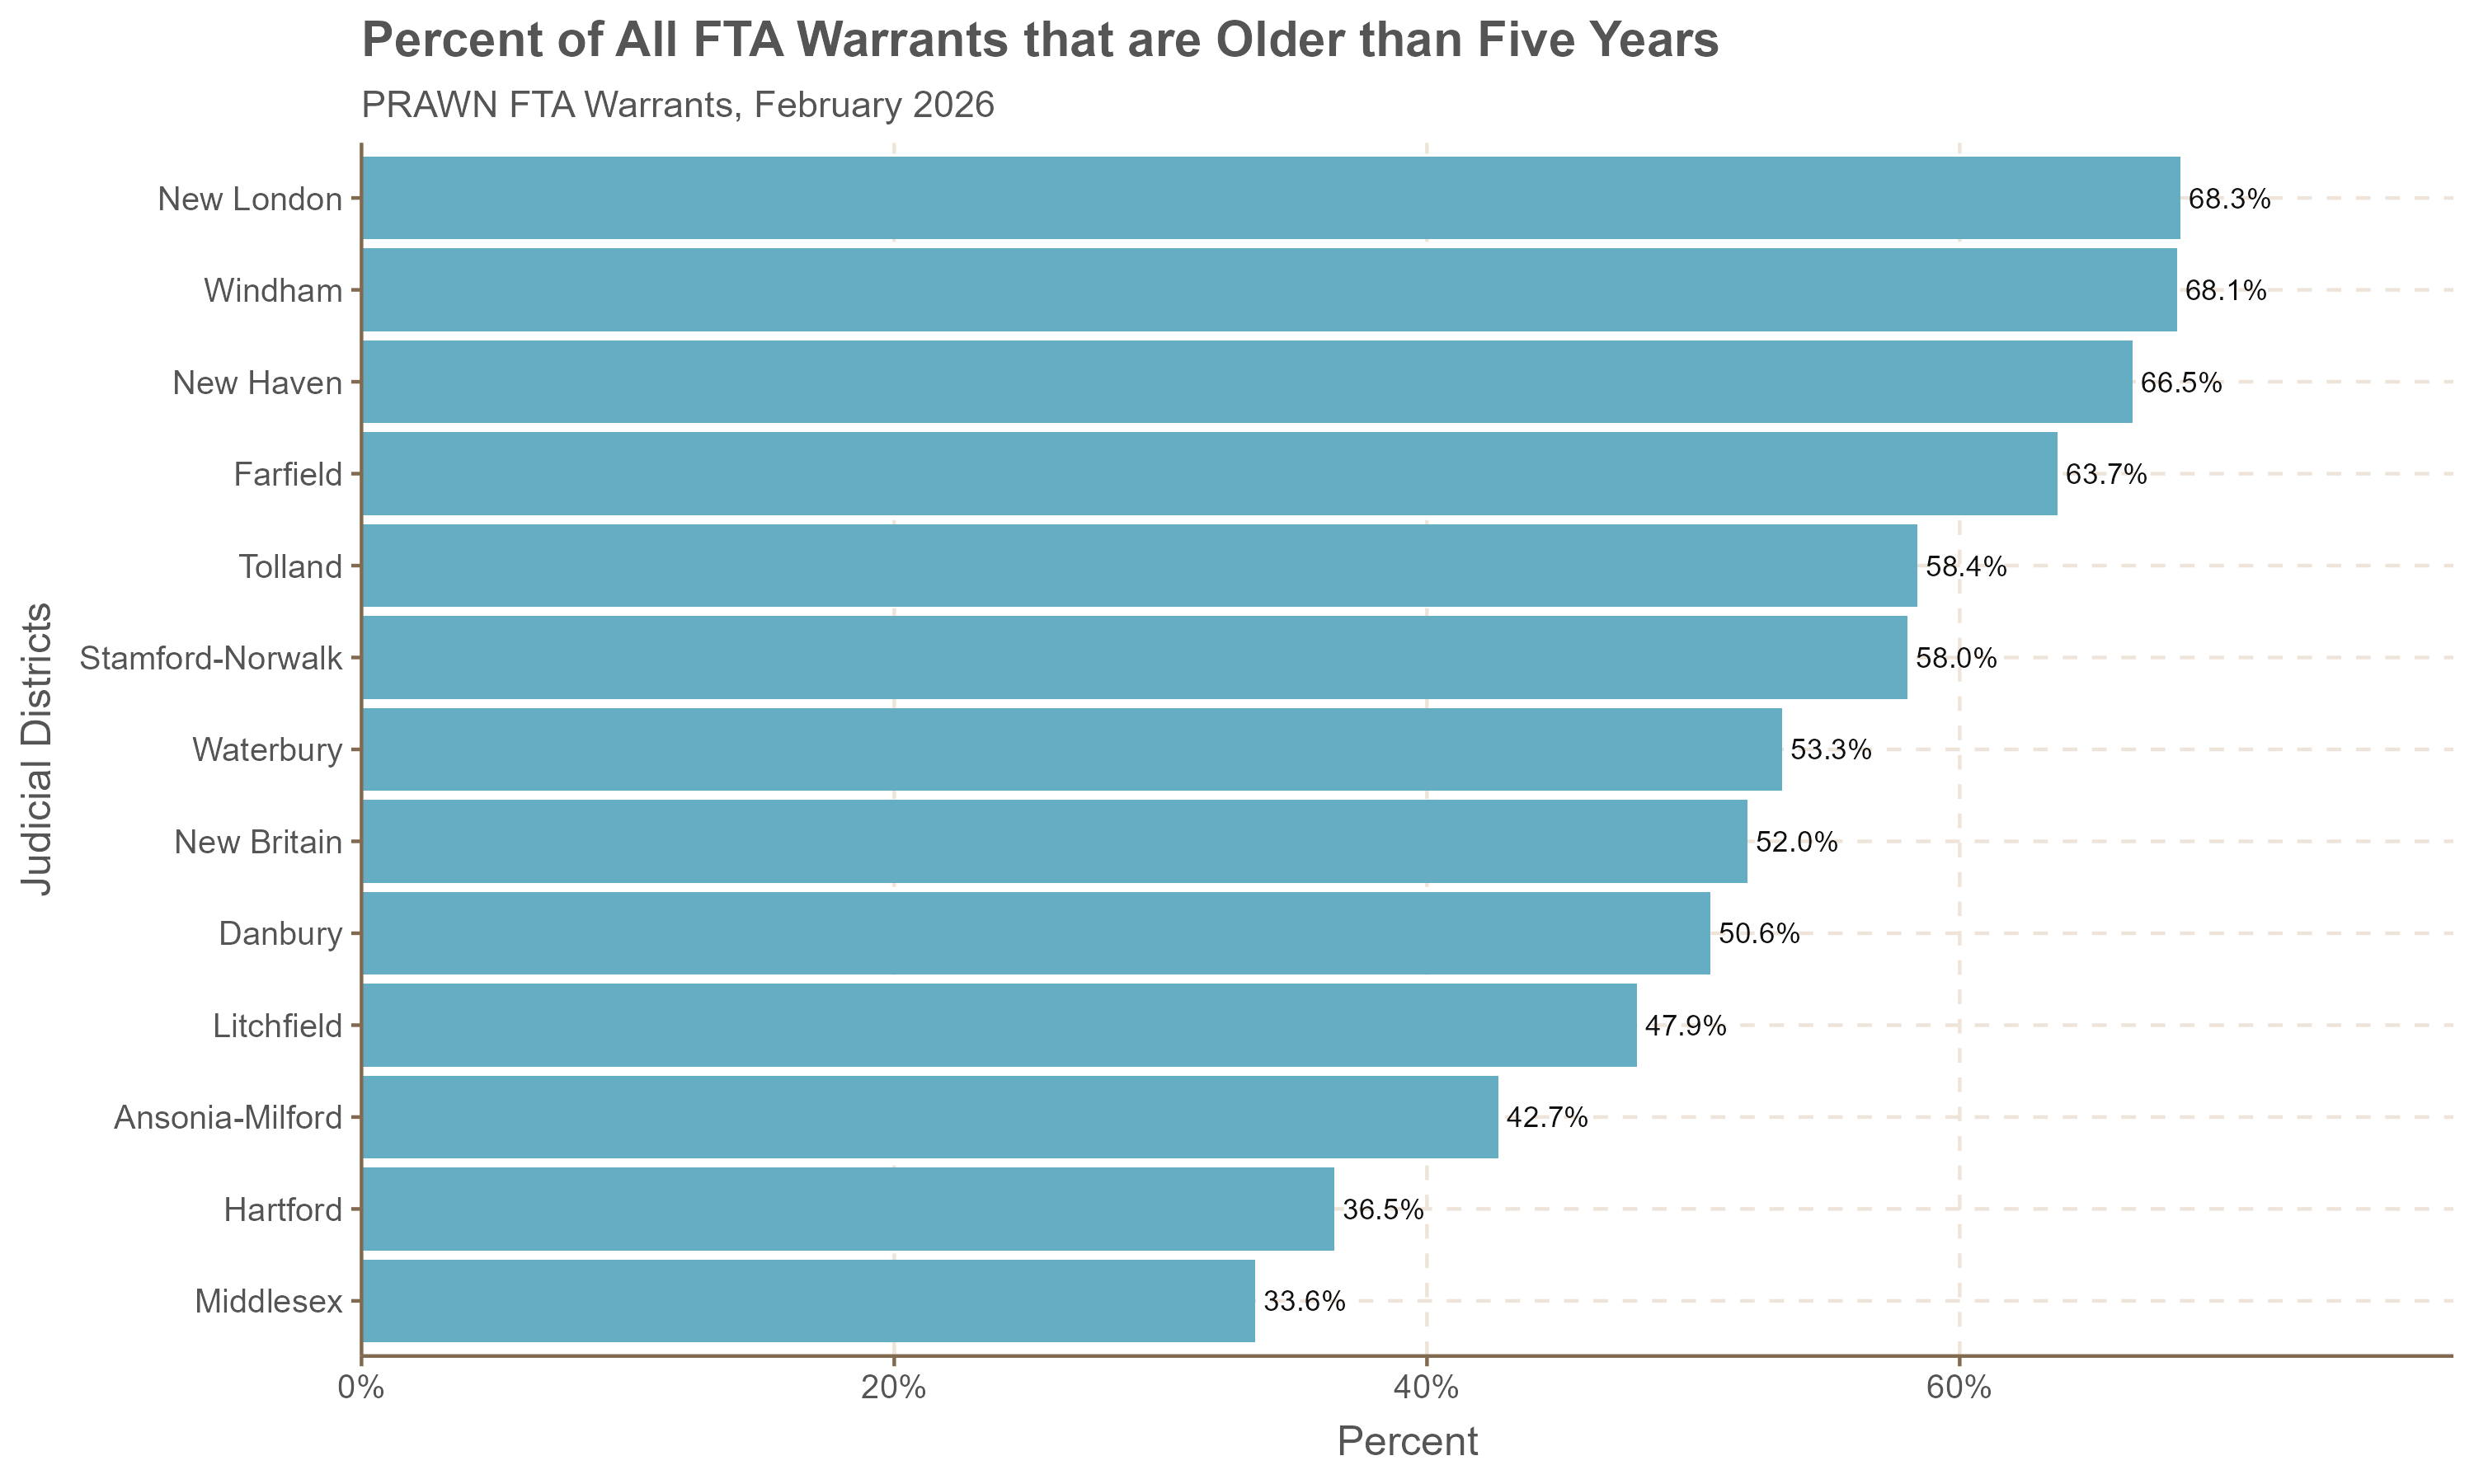 Percent of All FTA Warrants that are Older than Five Years
PRAWN FTA Warrants, February 2026
Judicial Districts
New London 68.3%
Windham 68.1%
New Haven 66.5%
Farfield 63.7%
Tolland 58.4%
Stamford-Norwalk 58.0%
Waterbury 53.3%
New Britain 52.0%
Danbury 50.6%
Litchfield 47.9%
Ansonia-Milford 42.7%
Hartford 36.5%
Middlesex 33.6%
0% 20% 40% 60%
Percent